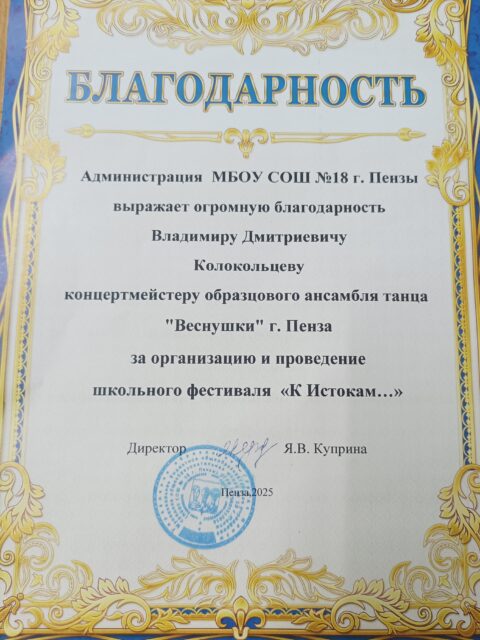 БЛАГОДАРНОСТЬ
Администрация МБОУ СОШ №18 г. Пензы
выражает огромную благодарность
Владимиру Дмитриевичу
Колокольцеву
концертмейстеру образцового ансамбля танца
"Веснушки" г. Пенза
за организацию и проведение
школьного фестиваля «К Истокам…»
Директор Я.В. Куприна
Пенза,2025